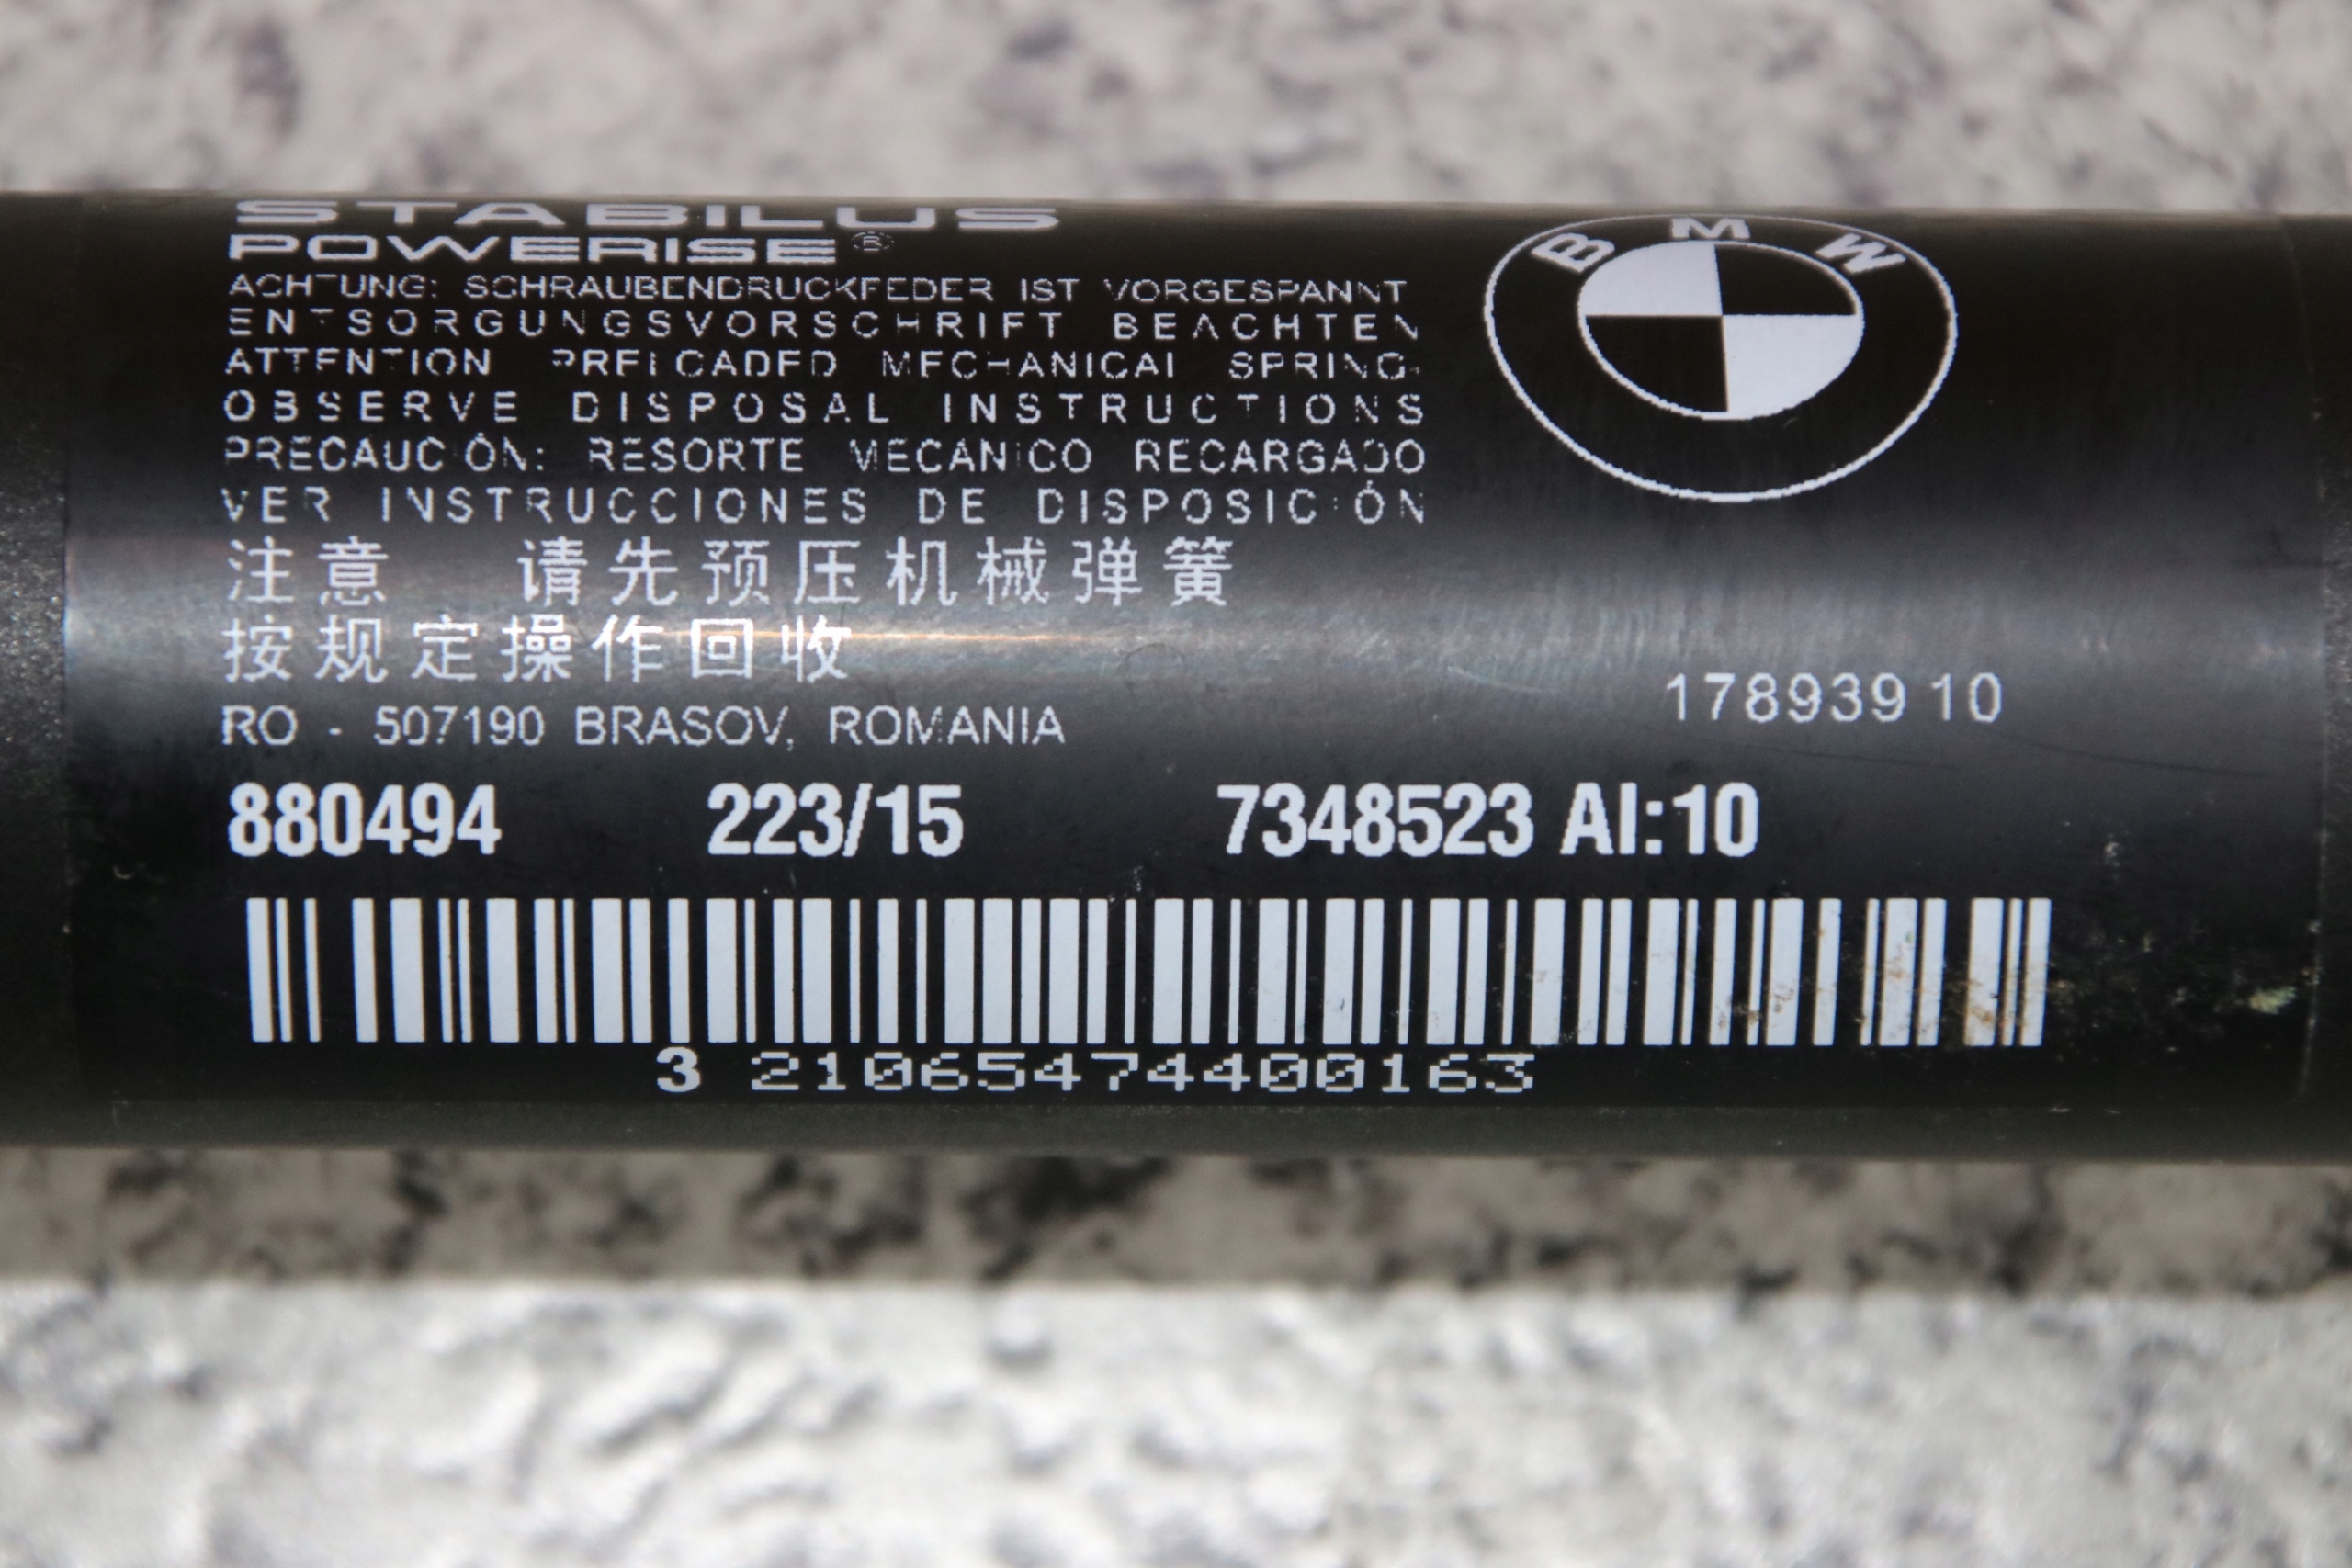 STABILUS
POWERISE®
BMW
ACHTUNG: SCHRAUBENDRUCKFEDER IST VORGESPANNT
ENTSORGUNGSVORSCHRIFT BEACHTEN
ATTENTION PRELOADED MECHANICAL SPRING.
OBSERVE DISPOSAL INSTRUCTIONS
PRECAUCIÓN: RESORTE MECANICO RECARGADO
VER INSTRUCCIONES DE DISPOSICIÓN
注意 请先预压机械弹簧
按规定操作回收
17893910
RO - 507190 BRASOV, ROMANIA
880494 223/15 7348523 AI:10
3 21065474400163